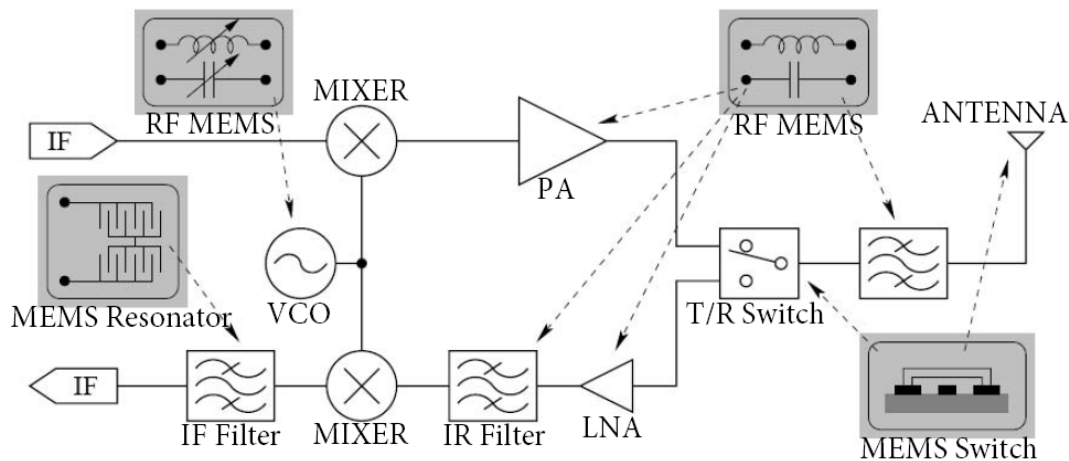 MIXER
RF MEMS
RF MEMS
ANTENNA
IF
PA
MEMS Resonator
VCO
T/R Switch
IF
IF Filter
MIXER
IR Filter
LNA
MEMS Switch